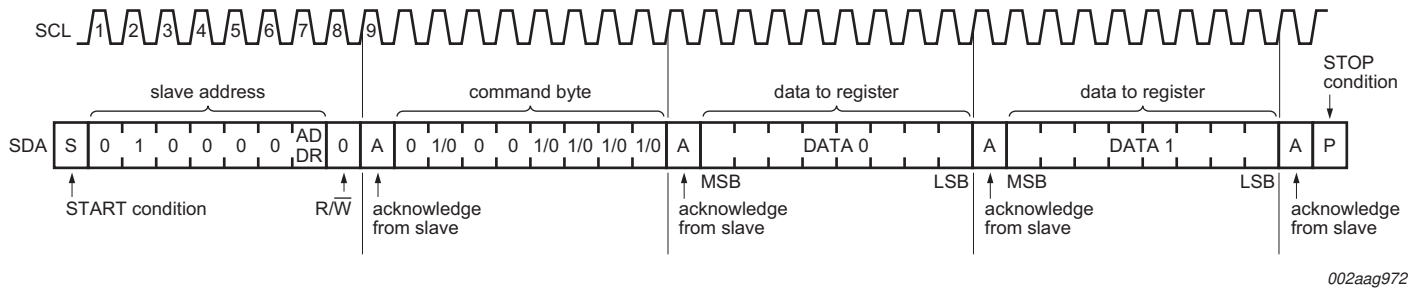 SCL 1 2 3 4 5 6 7 8 9
STOP
condition
slave address command byte data to register data to register
SDA S 0 1 0 0 0 0 AD DR 0 A 0 1/0 0 0 1/0 1/0 1/0 1/0 A DATA 0 A DATA 1 A P
MSB LSB MSB LSB
START condition R/W̅ acknowledge acknowledge acknowledge acknowledge
from slave from slave from slave from slave
002aag972